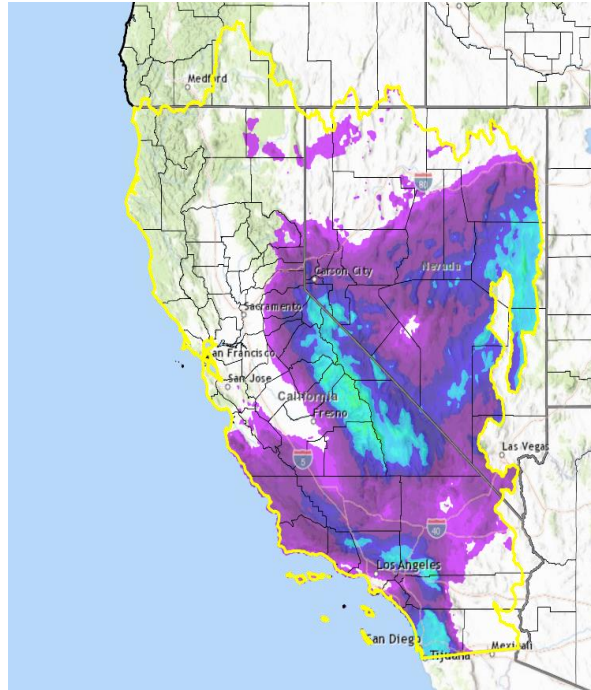 Medford
80
Carson City
Nevada
Sacramento
an Francisco
San Jose
California
Fresno
5
Las Vegas
40
Los Angeles
San Diego
Tijuana
Mexicali